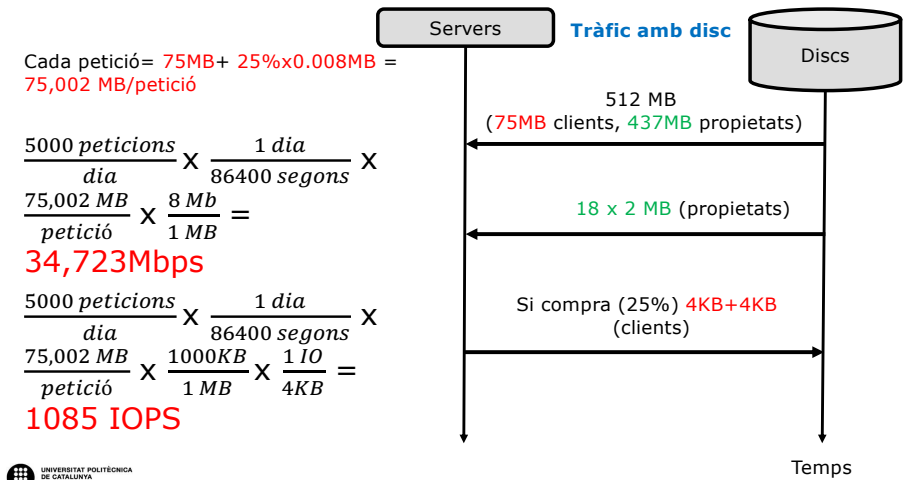 Servers
Tràfic amb disc
Discs
Cada petició= 75MB+ 25%x0.008MB =
75,002 MB/petició
512 MB
(75MB clients, 437MB propietats)
5000 peticions
dia
x
1 dia
86400 segons
x
75,002 MB
petició
x
8 Mb
1 MB
=
34,723Mbps
18 x 2 MB (propietats)
5000 peticions
dia
x
1 dia
86400 segons
x
75,002 MB
petició
x
1000KB
1 MB
x
1 IO
4KB
=
1085 IOPS
Si compra (25%) 4KB+4KB
(clients)
Temps
UNIVERSITAT POLITÈCNICA
DE CATALUNYA